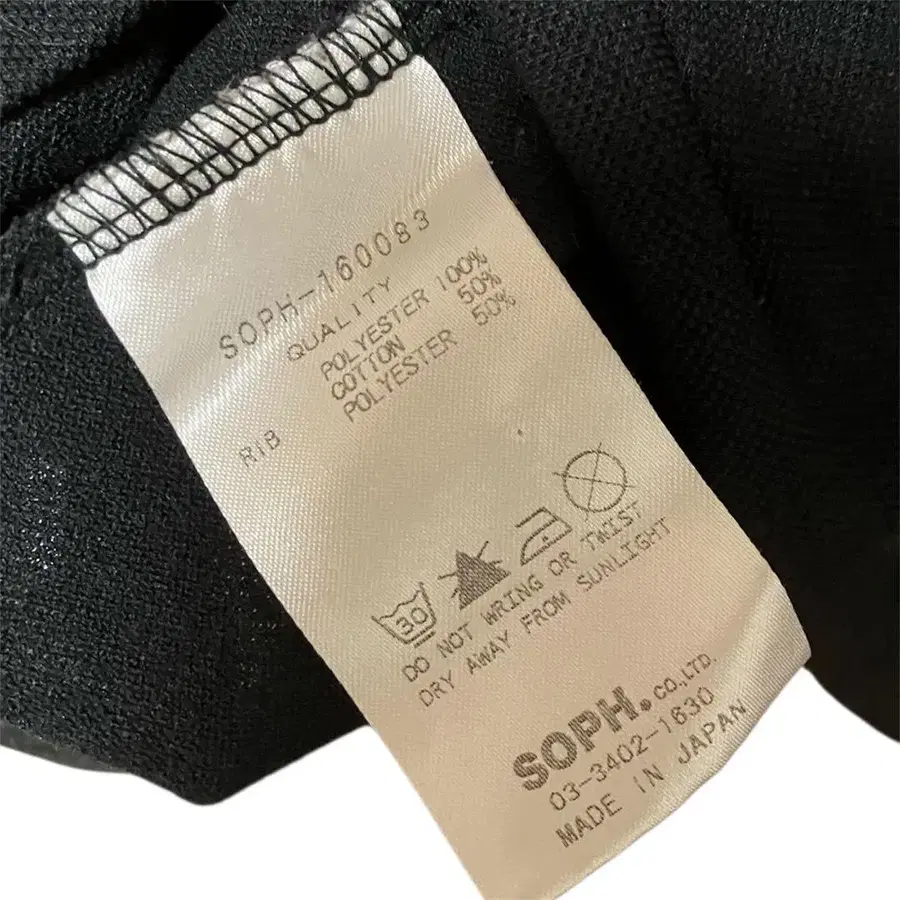 SOPH-160083
QUALITY
POLYESTER 100%
COTTON 50%
RIB POLYESTER 50%
30
DO NOT WRING OR TWIST
DRY AWAY FROM SUNLIGHT
SOPH. CO.,LTD.
03-3402-1630
MADE IN JAPAN